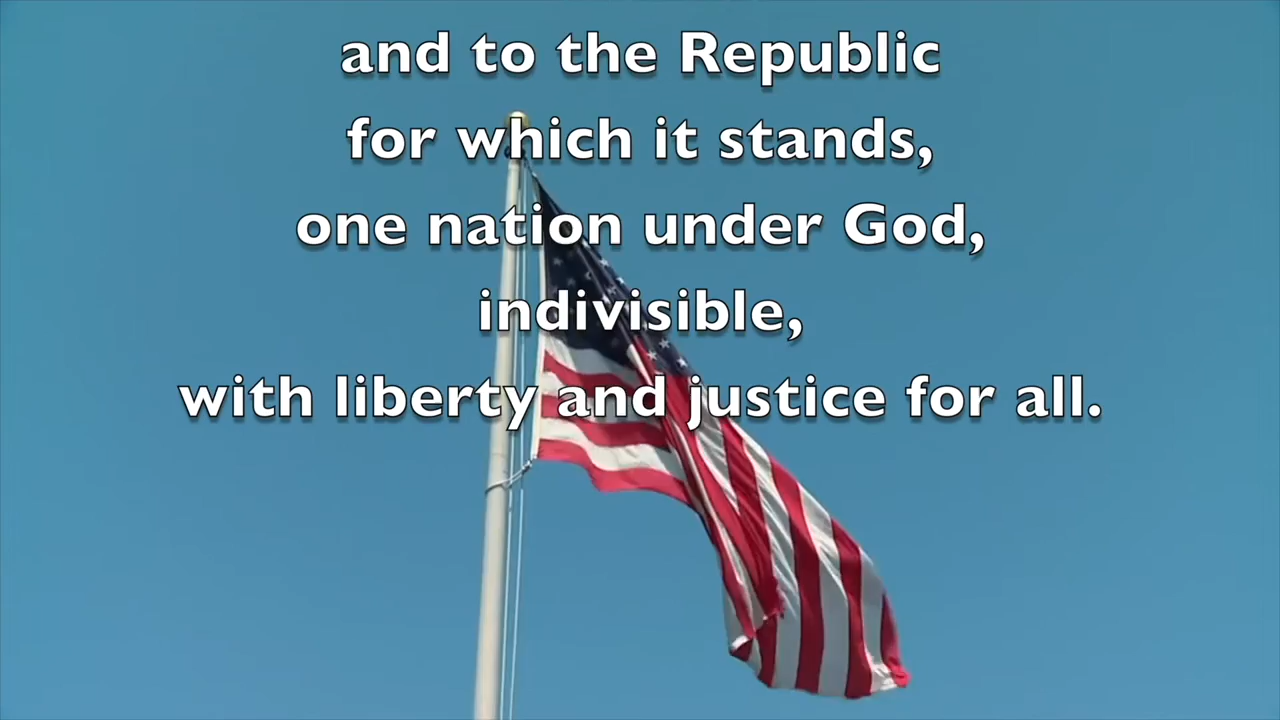 and to the Republic
for which it stands,
one nation under God,
indivisible,
with liberty and justice for all.